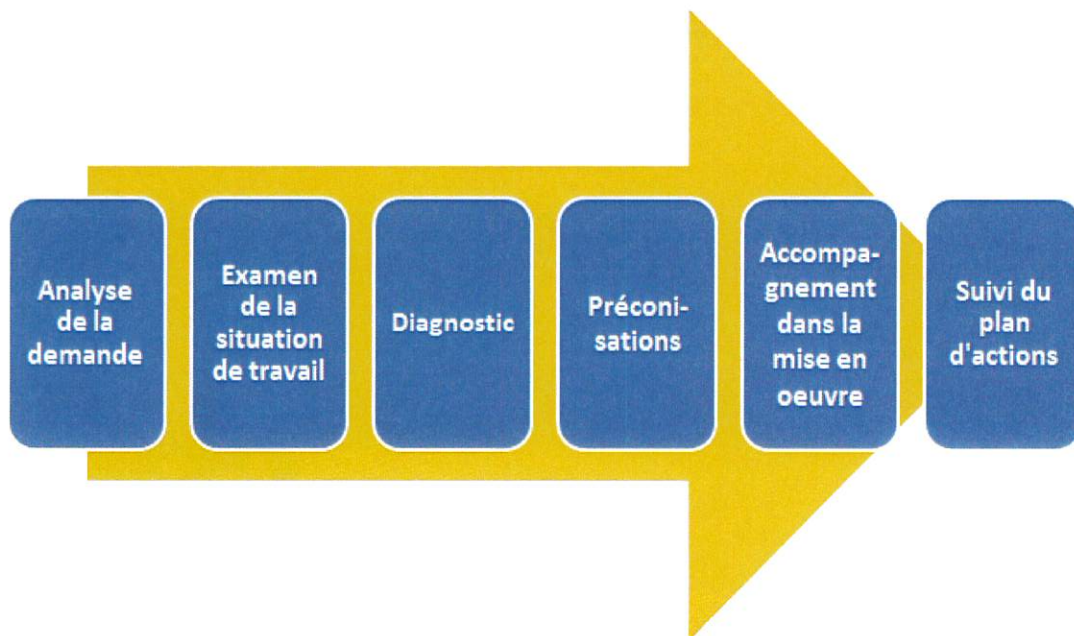 Analyse
de la
demande
Examen
de la
situation
de travail
Diagnostic
Préconi-
sations
Accompa-
gnement
dans la
mise en
oeuvre
Suivi du
plan
d'actions